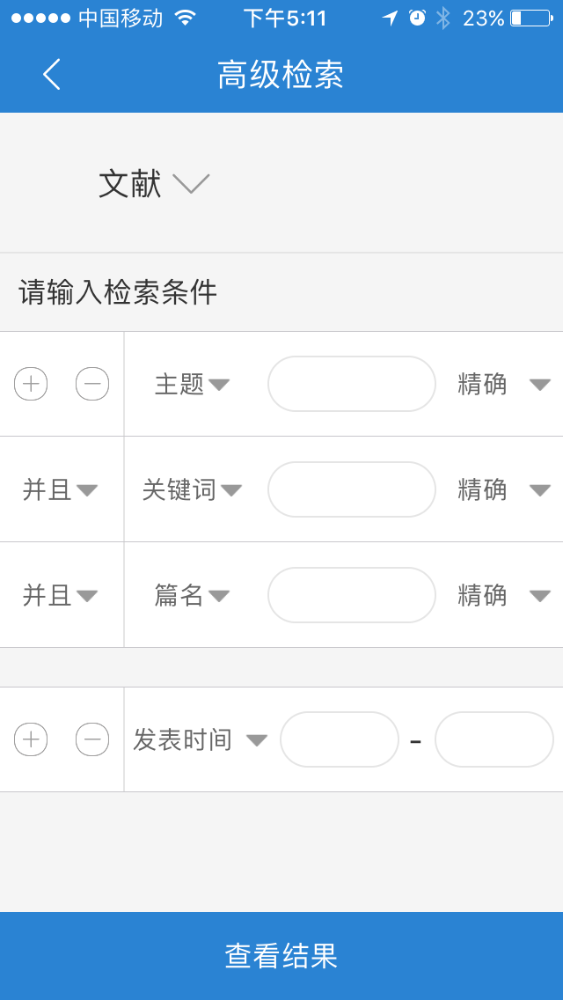 中国移动 下午5:11 23%
高级检索
文献
请输入检索条件
主题 精确
并且 关键词 精确
并且 篇名 精确
发表时间 -
查看结果